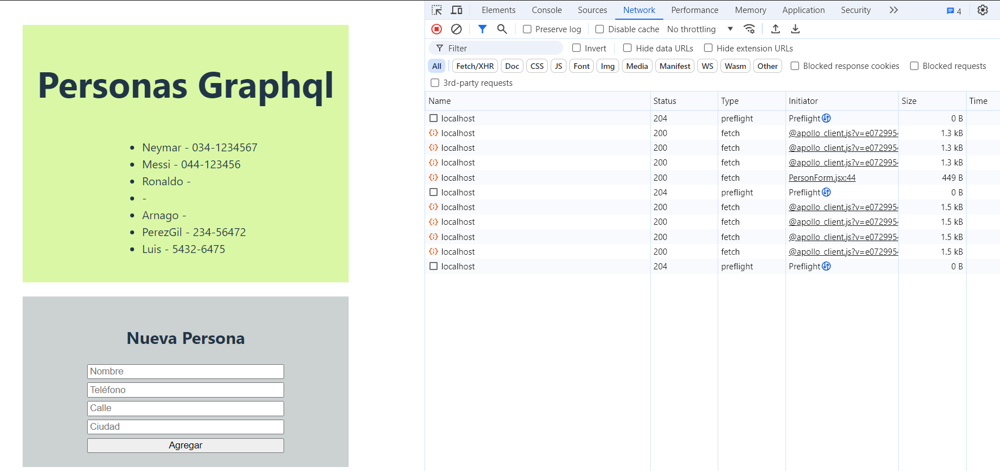 Personas Graphql
Neymar - 034-1234567
Messi - 044-123456
Ronaldo -
-
Arnago -
PerezGil - 234-56472
Luis - 5432-6475
Nueva Persona
Nombre
Teléfono
Calle
Ciudad
Agregar
Elements Console Sources Network Performance Memory Application Security 4
Preserve log Disable cache No throttling
Filter Invert Hide data URLs Hide extension URLs
All Fetch/XHR Doc CSS JS Font Img Media Manifest WS Wasm Other Blocked response cookies Blocked requests
3rd-party requests
Name Status Type Initiator Size Time
localhost 204 preflight Preflight 0 B
localhost 200 fetch @apollo_client.js?v=e0729954 1.3 kB
localhost 200 fetch @apollo_client.js?v=e0729954 1.3 kB
localhost 200 fetch @apollo_client.js?v=e0729954 1.3 kB
localhost 200 fetch PersonForm.jsx:44 449 B
localhost 204 preflight Preflight 0 B
localhost 200 fetch @apollo_client.js?v=e0729954 1.5 kB
localhost 200 fetch @apollo_client.js?v=e0729954 1.5 kB
localhost 200 fetch @apollo_client.js?v=e0729954 1.5 kB
localhost 200 fetch @apollo_client.js?v=e0729954 1.5 kB
localhost 204 preflight Preflight 0 B